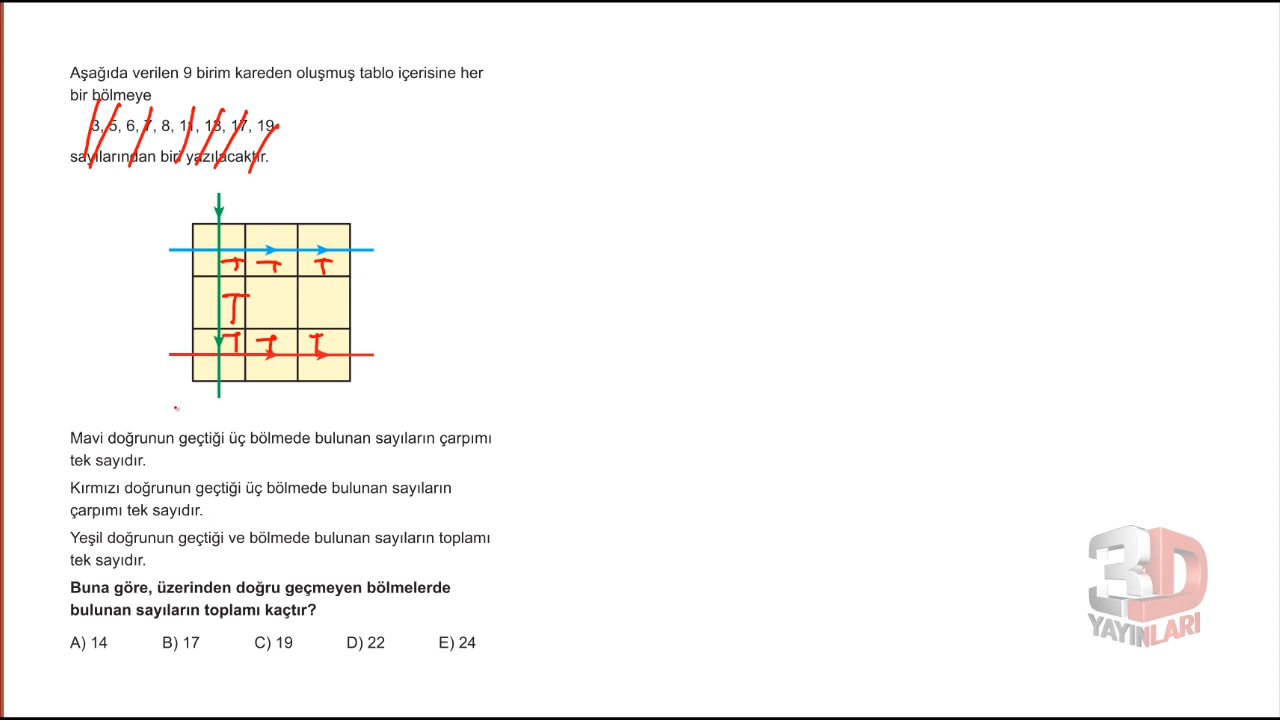 Aşağıda verilen 9 birim kareden oluşmuş tablo içerisine her
bir bölmeye
3, 5, 6, 7, 8, 11, 13, 17, 19
sayılarından biri yazılacaktır.
T T T
T
T T T
Mavi doğrunun geçtiği üç bölmede bulunan sayıların çarpımı
tek sayıdır.
Kırmızı doğrunun geçtiği üç bölmede bulunan sayıların
çarpımı tek sayıdır.
Yeşil doğrunun geçtiği ve bölmede bulunan sayıların toplamı
tek sayıdır.
Buna göre, üzerinden doğru geçmeyen bölmelerde
bulunan sayıların toplamı kaçtır?
A) 14 B) 17 C) 19 D) 22 E) 24
3D
YAYINLARI